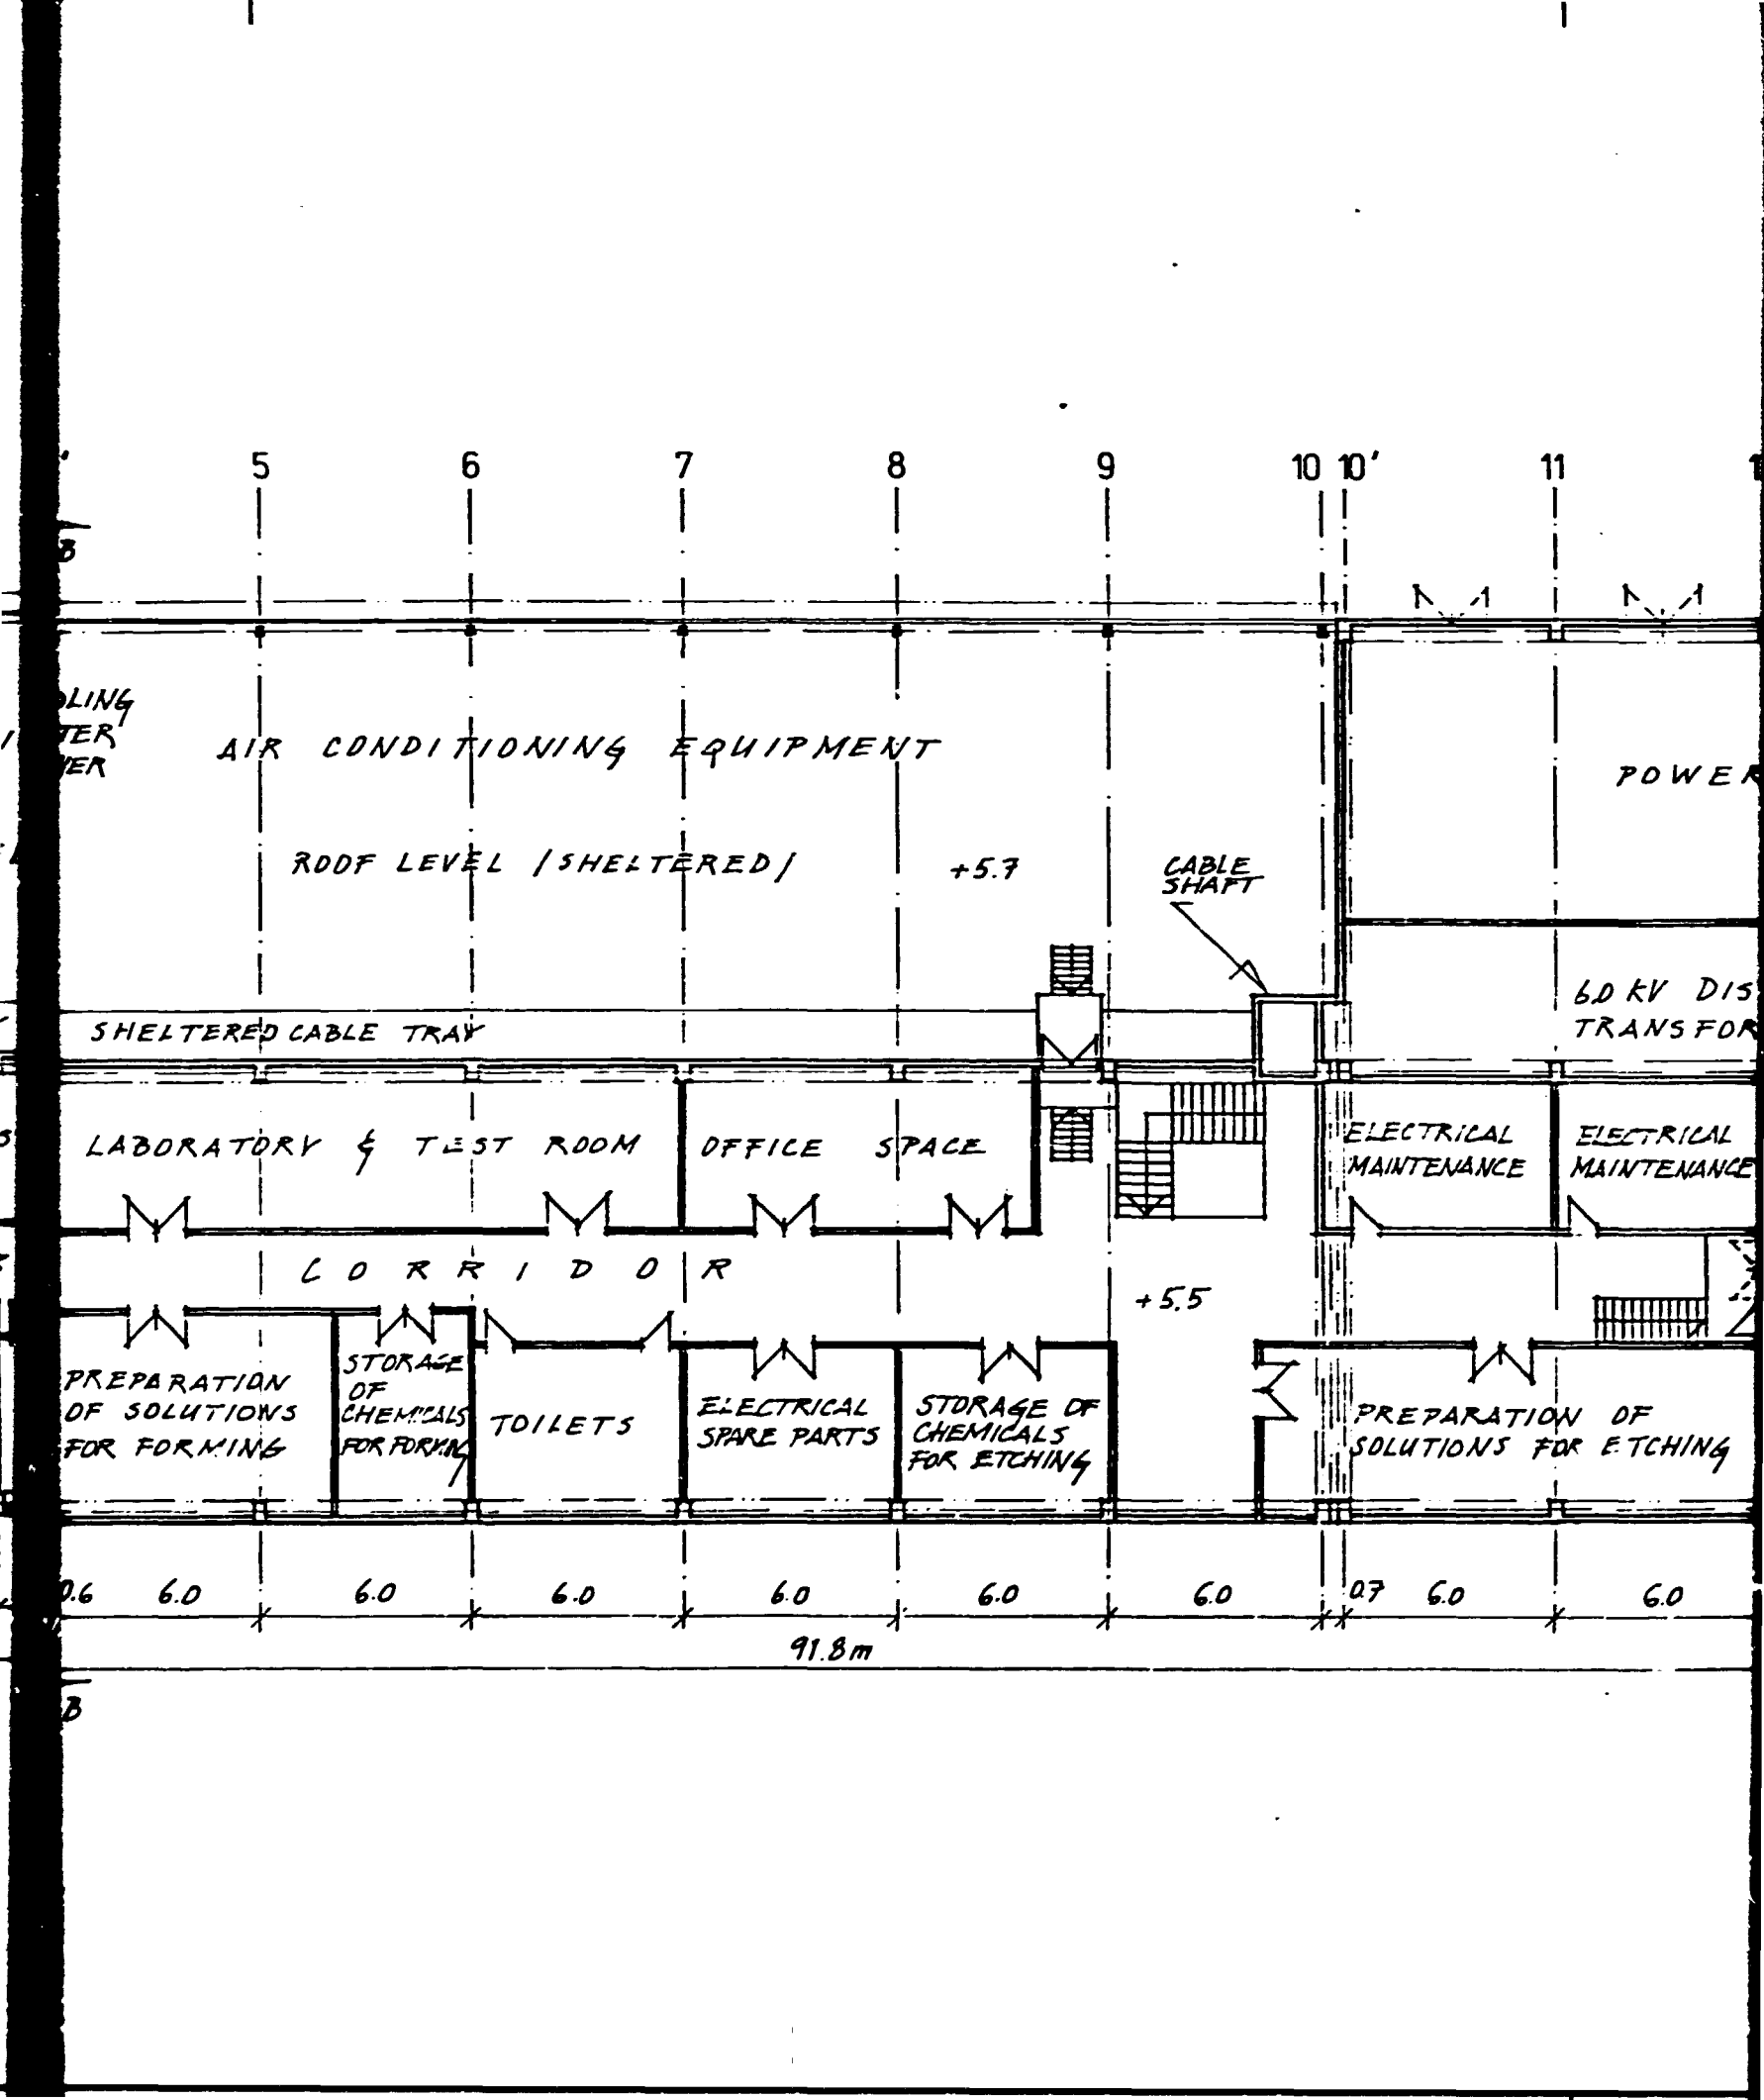 5 6 7 8 9 10 10' 11
B
AIR CONDITIONING EQUIPMENT
POWER
ROOF LEVEL /SHELTERED/ +5.7
CABLE
SHAFT
6.0 KV DIS
TRANSFOR
SHELTERED CABLE TRAY
LABORATORY & TEST ROOM
OFFICE SPACE
ELECTRICAL
MAINTENANCE
ELECTRICAL
MAINTENANCE
CORRIDOR
+5.5
PREPARATION
OF SOLUTIONS
FOR FORMING
STORAGE
OF
CHEMICALS
FOR FORMING
TOILETS
ELECTRICAL
SPARE PARTS
STORAGE OF
CHEMICALS
FOR ETCHING
PREPARATION OF
SOLUTIONS FOR ETCHING
0.6 6.0 6.0 6.0 6.0 6.0 6.0 0.7 6.0 6.0
91.8m
B